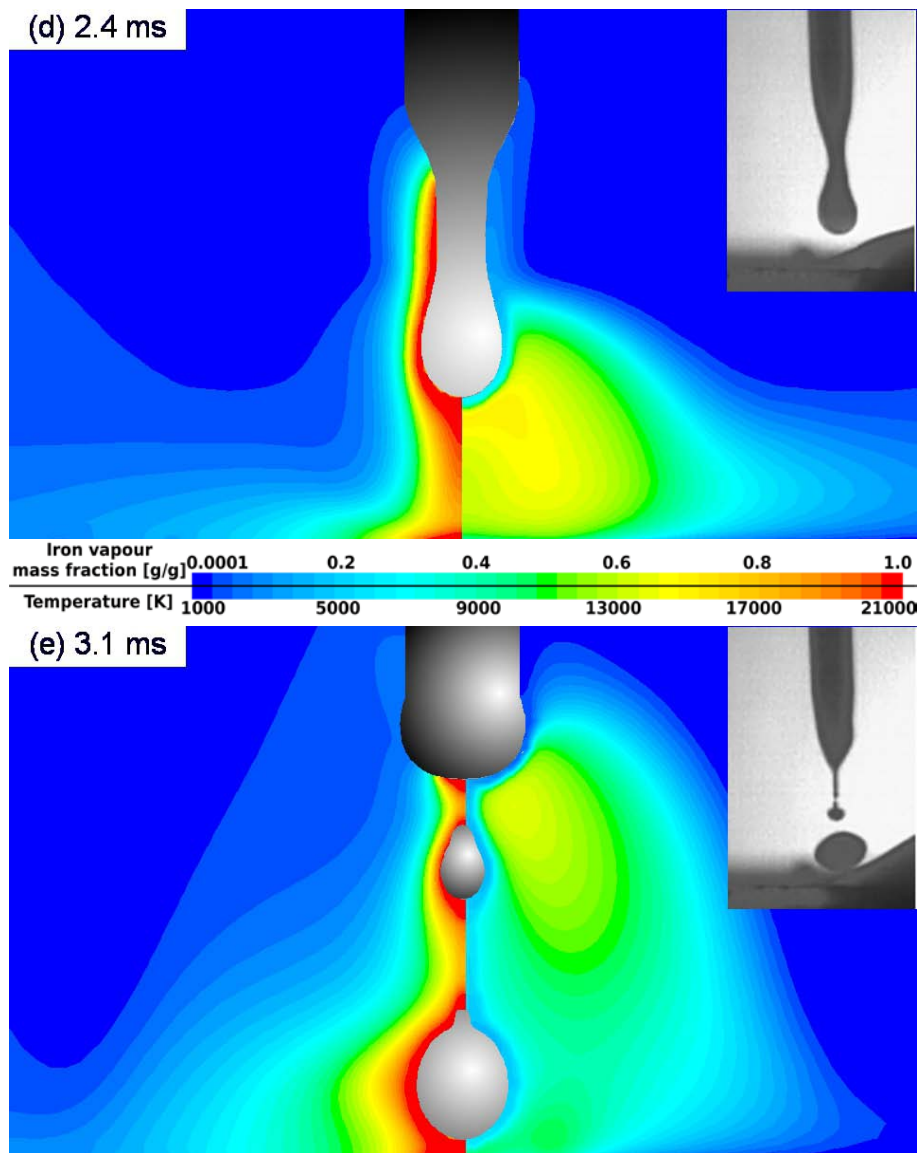 (d) 2.4 ms
Iron vapour
mass fraction [g/g] 0.0001 0.2 0.4 0.6 0.8 1.0
Temperature [K] 1000 5000 9000 13000 17000 21000
(e) 3.1 ms